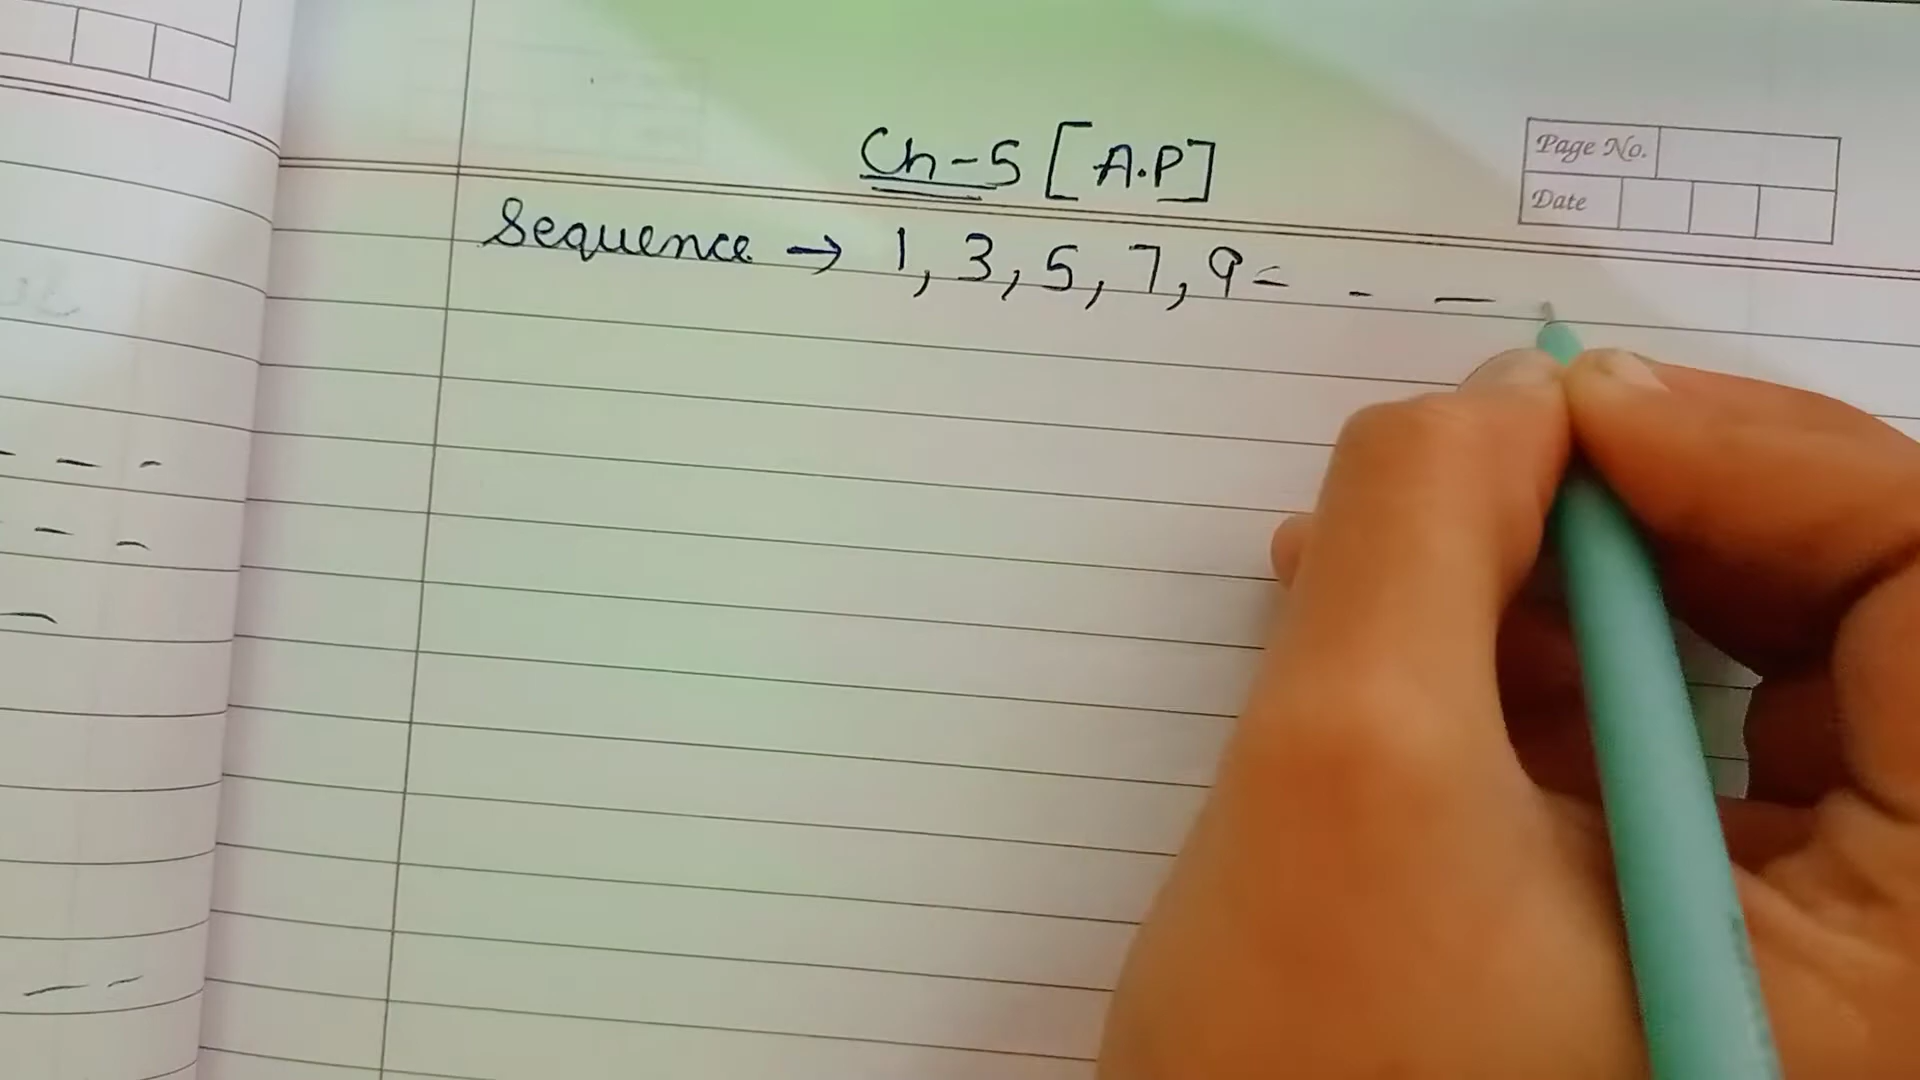 Ch-5 [A.P]
Page No.
Date
Sequence → 1, 3, 5, 7, 9 - - - -